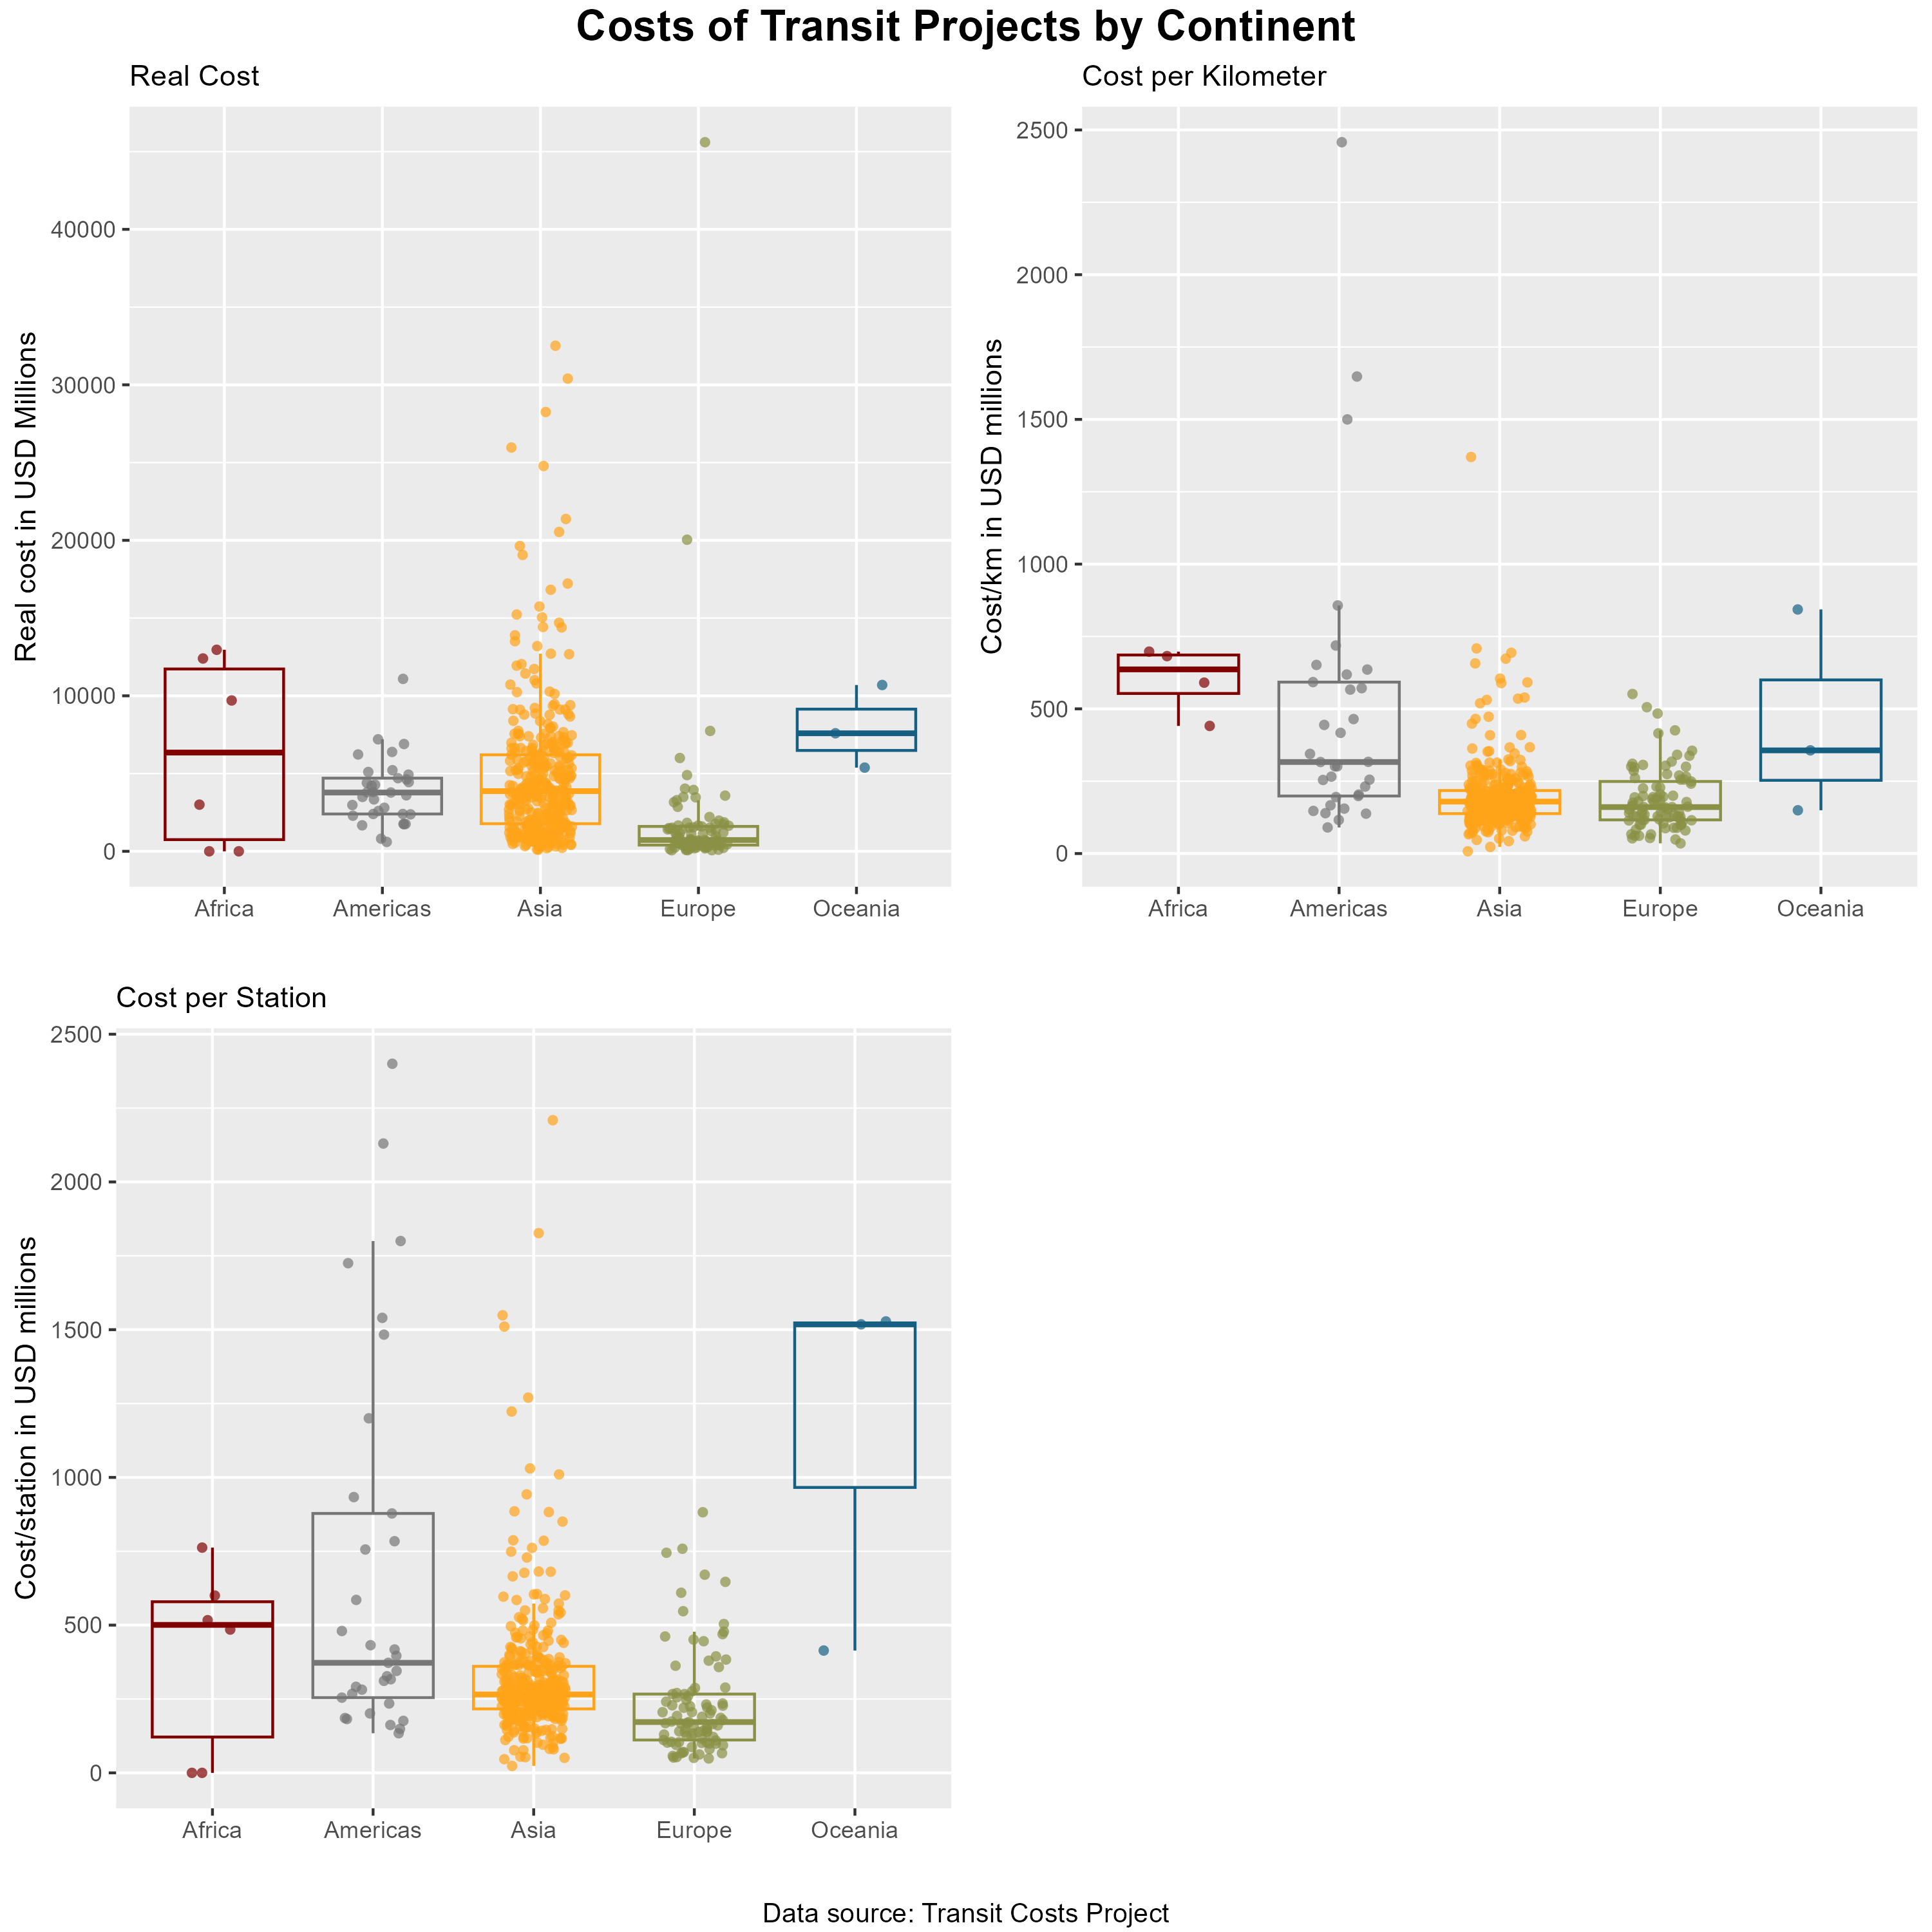 Costs of Transit Projects by Continent
Real Cost
Real cost in USD Millions
40000
30000
20000
10000
0
Africa Americas Asia Europe Oceania
Cost per Kilometer
Cost/km in USD millions
2500
2000
1500
1000
500
0
Africa Americas Asia Europe Oceania
Cost per Station
Cost/station in USD millions
2500
2000
1500
1000
500
0
Africa Americas Asia Europe Oceania
Data source: Transit Costs Project